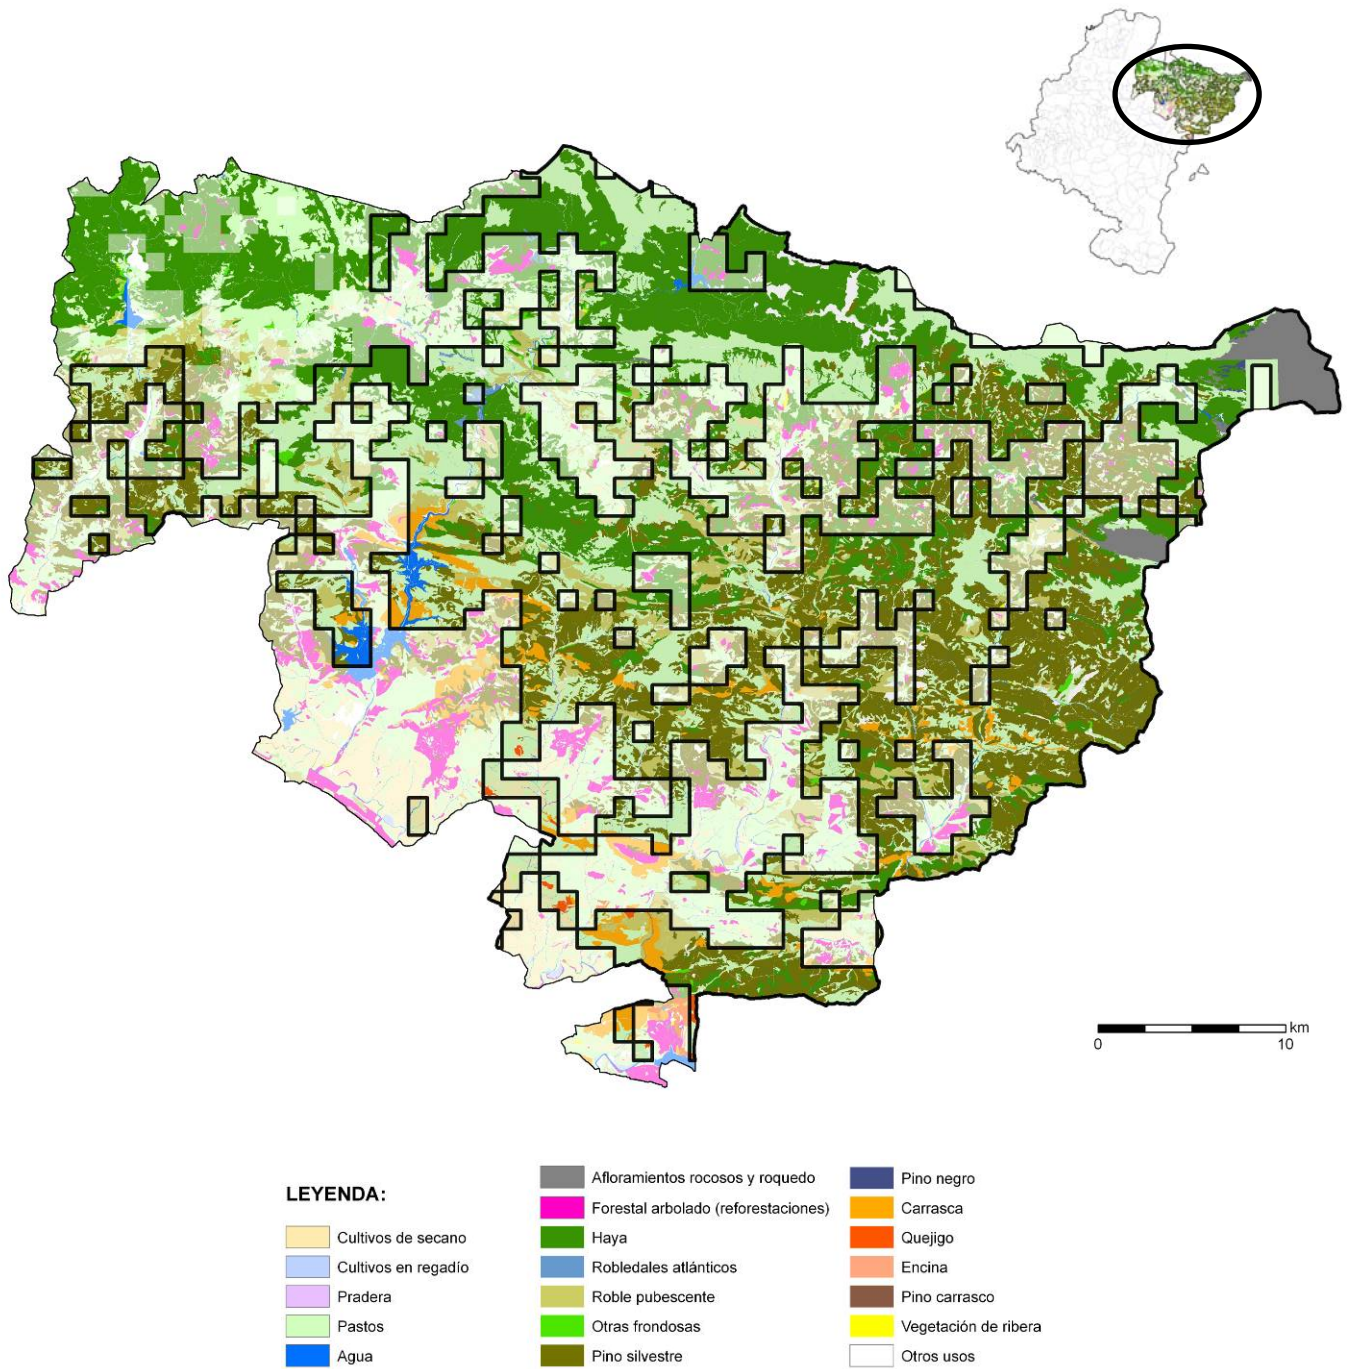 km
0 10
LEYENDA:
Cultivos de secano
Cultivos en regadío
Pradera
Pastos
Agua
Afloramientos rocosos y roquedo
Forestal arbolado (reforestaciones)
Haya
Robledales atlánticos
Roble pubescente
Otras frondosas
Pino silvestre
Pino negro
Carrasca
Quejigo
Encina
Pino carrasco
Vegetación de ribera
Otros usos